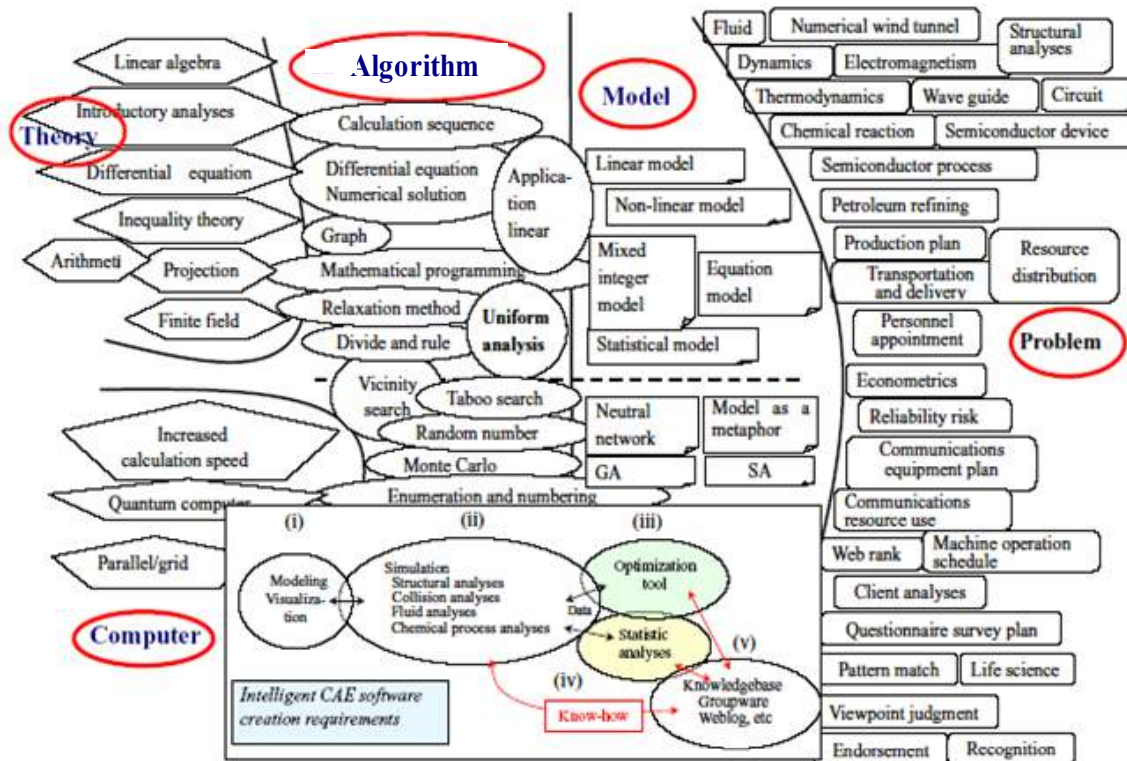 Theory
Linear algebra
Introductory analyses
Differential equation
Inequality theory
Arithmeti
Projection
Finite field
Algorithm
Calculation sequence
Differential equation
Numerical solution
Applica-
tion
linear
Graph
Mathematical programming
Relaxation method
Uniform
analysis
Divide and rule
Vicinity
search
Taboo search
Random number
Monte Carlo
Enumeration and numbering
Model
Linear model
Non-linear model
Mixed
integer
model
Equation
model
Statistical model
Neutral
network
Model as a
metaphor
GA
SA
Problem
Fluid
Numerical wind tunnel
Structural
analyses
Dynamics
Electromagnetism
Thermodynamics
Wave guide
Circuit
Chemical reaction
Semiconductor device
Semiconductor process
Petroleum refining
Production plan
Resource
distribution
Transportation
and delivery
Personnel
appointment
Econometrics
Reliability risk
Communications
equipment plan
Communications
resource use
Web rank
Machine operation
schedule
Client analyses
Questionnaire survey plan
Pattern match
Life science
Viewpoint judgment
Endorsement
Recognition
Computer
Increased
calculation speed
Quantum computer
Parallel/grid
(i)
(ii)
(iii)
Modeling
Visualiza-
tion
Simulation
Structural analyses
Collision analyses
Fluid analyses
Chemical process analyses
Data
Optimization
tool
Statistic
analyses
(v)
(iv)
Knowledgebase
Groupware
Weblog, etc
Know-how
Intelligent CAE software
creation requirements